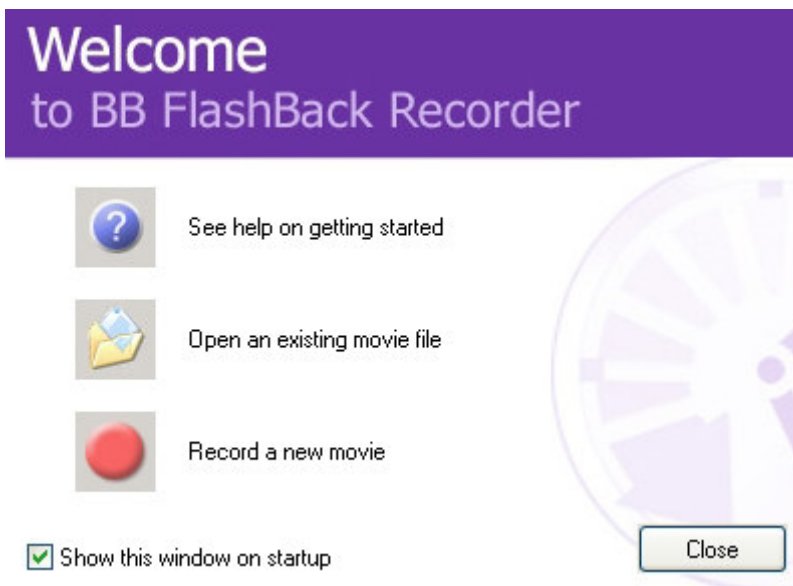 Welcome
to BB FlashBack Recorder
See help on getting started
Open an existing movie file
Record a new movie
Show this window on startup
Close